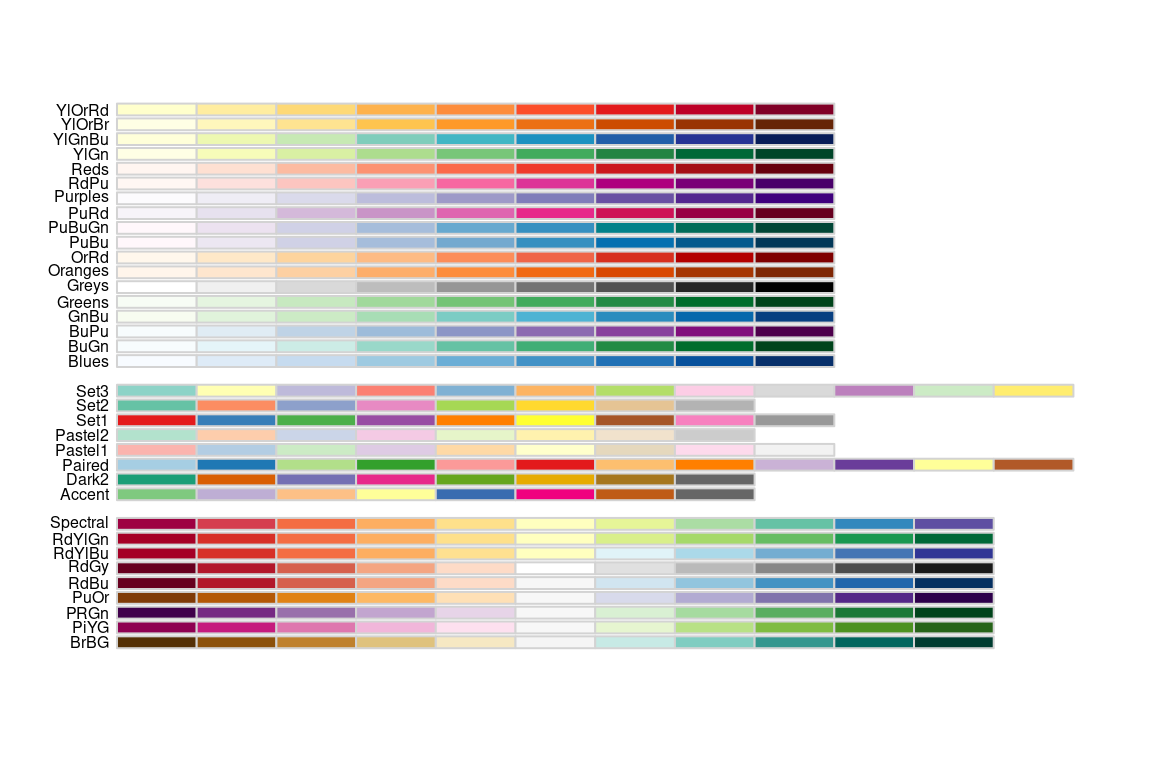 YlOrRd
YlOrBr
YlGnBu
YlGn
Reds
RdPu
Purples
PuRd
PuBuGn
PuBu
OrRd
Oranges
Greys
Greens
GnBu
BuPu
BuGn
Blues
Set3
Set2
Set1
Pastel2
Pastel1
Paired
Dark2
Accent
Spectral
RdYlGn
RdYlBu
RdGy
RdBu
PuOr
PRGn
PiYG
BrBG